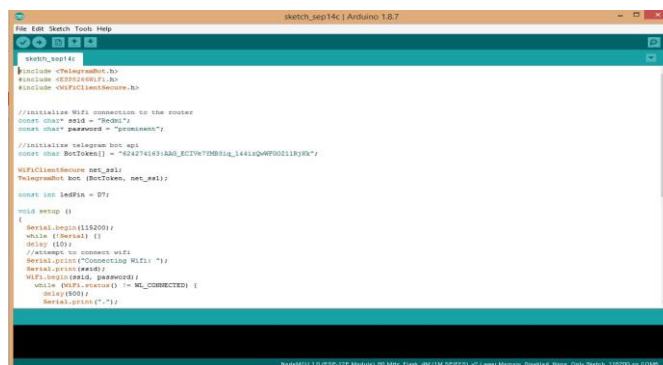 sketch_sep14c | Arduino 1.8.7
File Edit Sketch Tools Help
sketch_sep14c
#include <TelegramBot.h>
#include <ESP8266WiFi.h>
#include <WiFiClientSecure.h>
//initialize Wifi connection to the router
const char* ssid = "Redmi";
const char* password = "prominent";
//initialize telegram bot api
const char BotToken[] =
WiFiClientSecure net_ssl;
TelegramBot bot (BotToken, net_ssl);
const int ledPin = D7;
void setup ()
{
Serial.begin(115200);
while (!Serial) {}
delay (10);
//attempt to connect wifi
Serial.print("Connecting Wifi: ");
Serial.print(ssid);
WiFi.begin(ssid, password);
while (WiFi.status() != WL_CONNECTED) {
delay(500);
Serial.print(".");